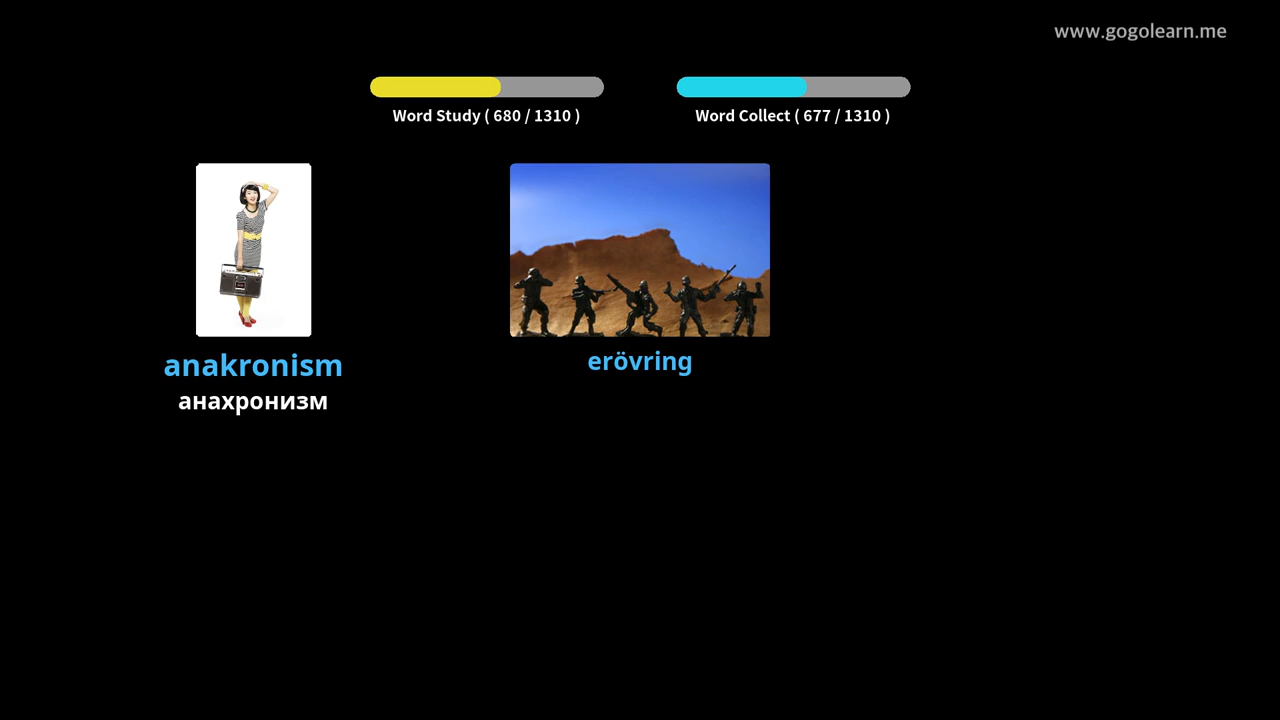 www.gogolearn.me
Word Study ( 680 / 1310 )
Word Collect ( 677 / 1310 )
anakronism
анахронизм
erövring